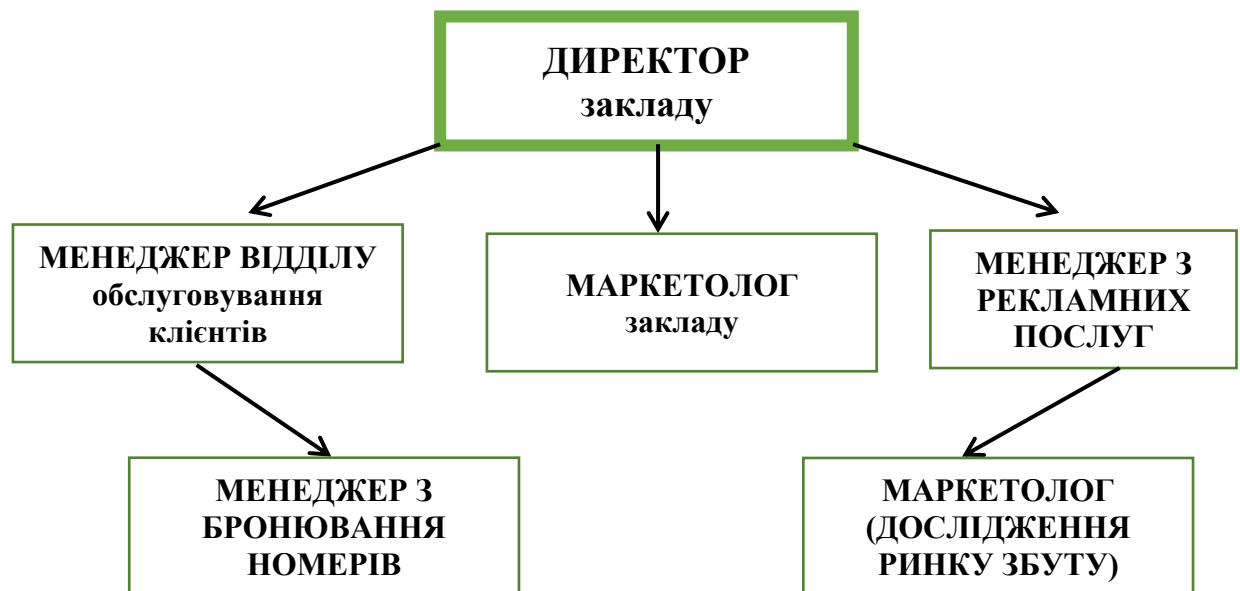 ДИРЕКТОР
закладу
МЕНЕДЖЕР ВІДДІЛУ
обслуговування
клієнтів
МАРКЕТОЛОГ
закладу
МЕНЕДЖЕР З
РЕКЛАМНИХ
ПОСЛУГ
МЕНЕДЖЕР З
БРОНЮВАННЯ
НОМЕРІВ
МАРКЕТОЛОГ
(ДОСЛІДЖЕННЯ
РИНКУ ЗБУТУ)